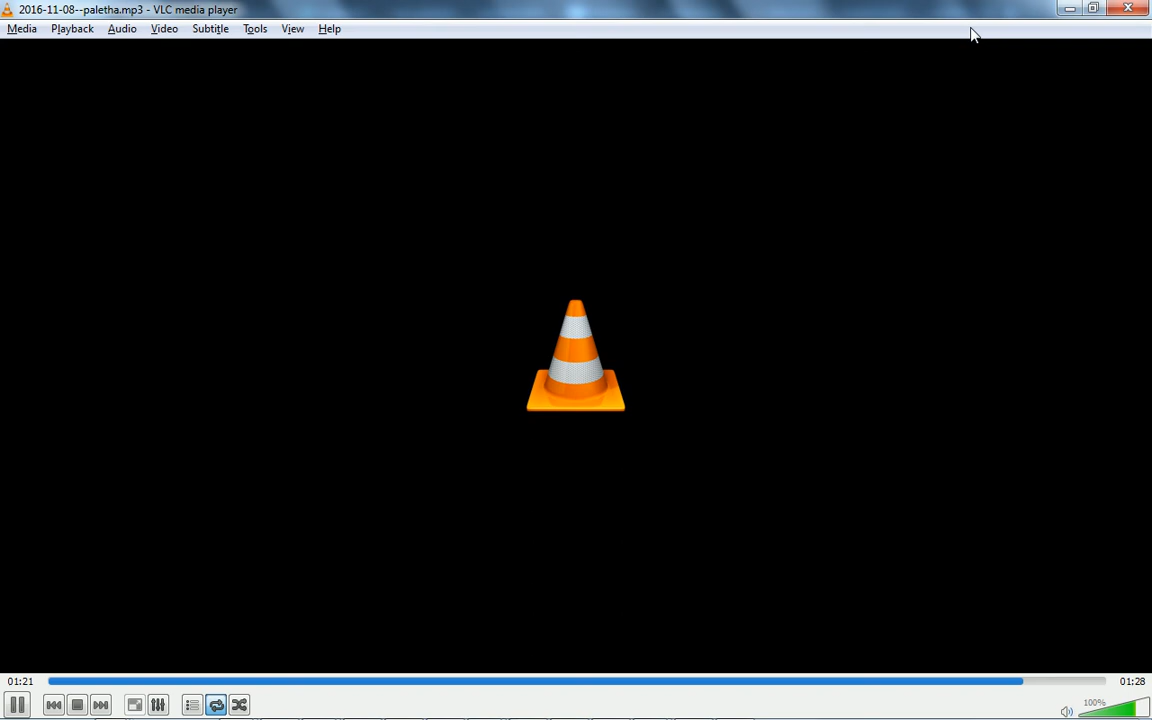 2016-11-08--paletha.mp3 - VLC media player
Media Playback Audio Video Subtitle Tools View Help
01:21 01:28
100%